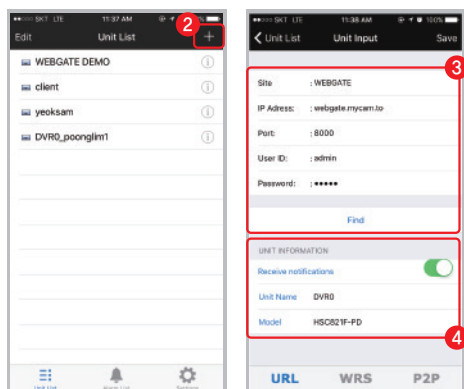 ●●○○○ SKT LTE 11:37 AM
2
Edit Unit List +
WEBGATE DEMO
client
yeoksam
DVR0_poonglim1
Unit List Alarm List Settings
●●○○○ SKT LTE 11:38 AM 100%
Unit List Unit Input Save
3
Site : WEBGATE
IP Adress: : webgate.mycam.to
Port: : 8000
User ID: : admin
Password: : ●●●●●
Find
UNIT INFORMATION
Receive notifications
Unit Name DVR0
Model HSC821F-PD
4
URL WRS P2P